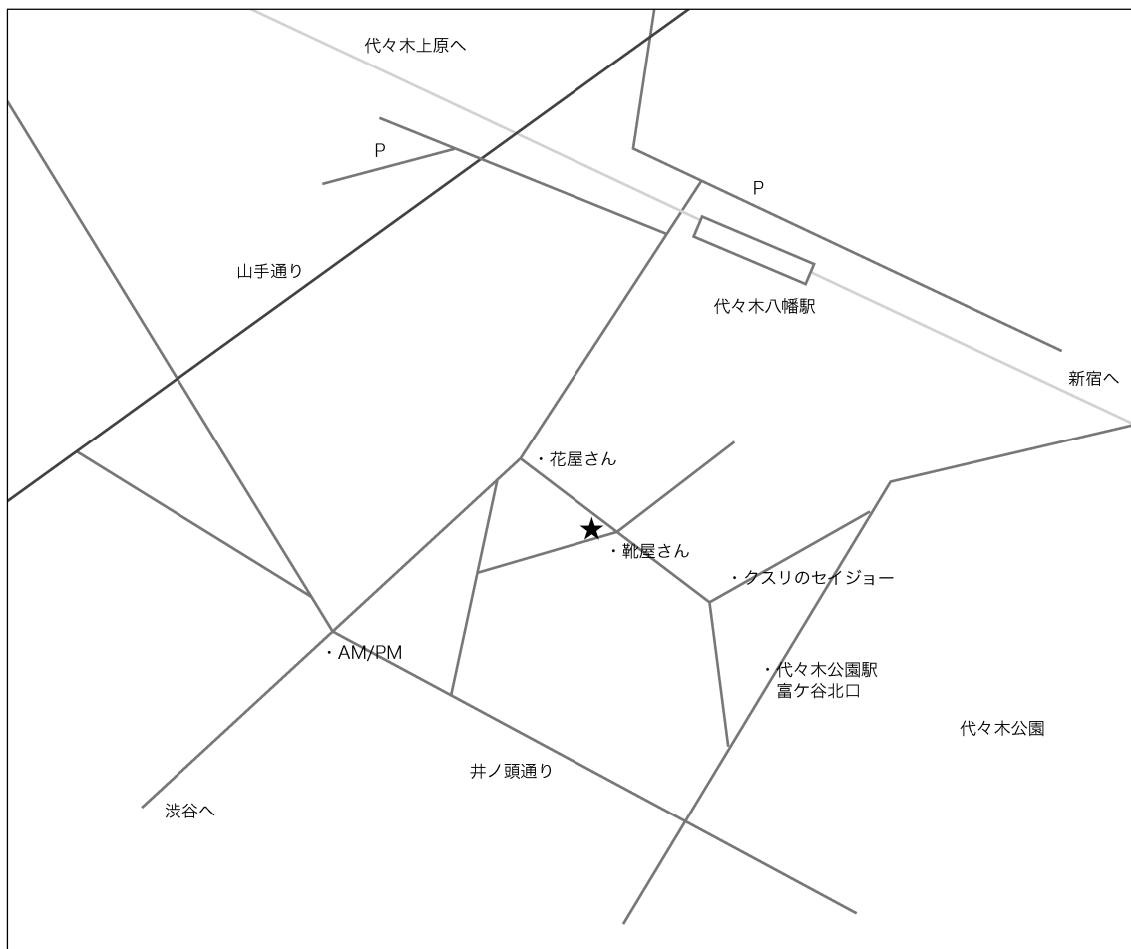 代々木上原へ
P
P
山手通り
代々木八幡駅
新宿へ
・花屋さん
★
・靴屋さん
・クスリのセイジョー
・AM/PM
・代々木公園駅
富ケ谷北口
代々木公園
井ノ頭通り
渋谷へ